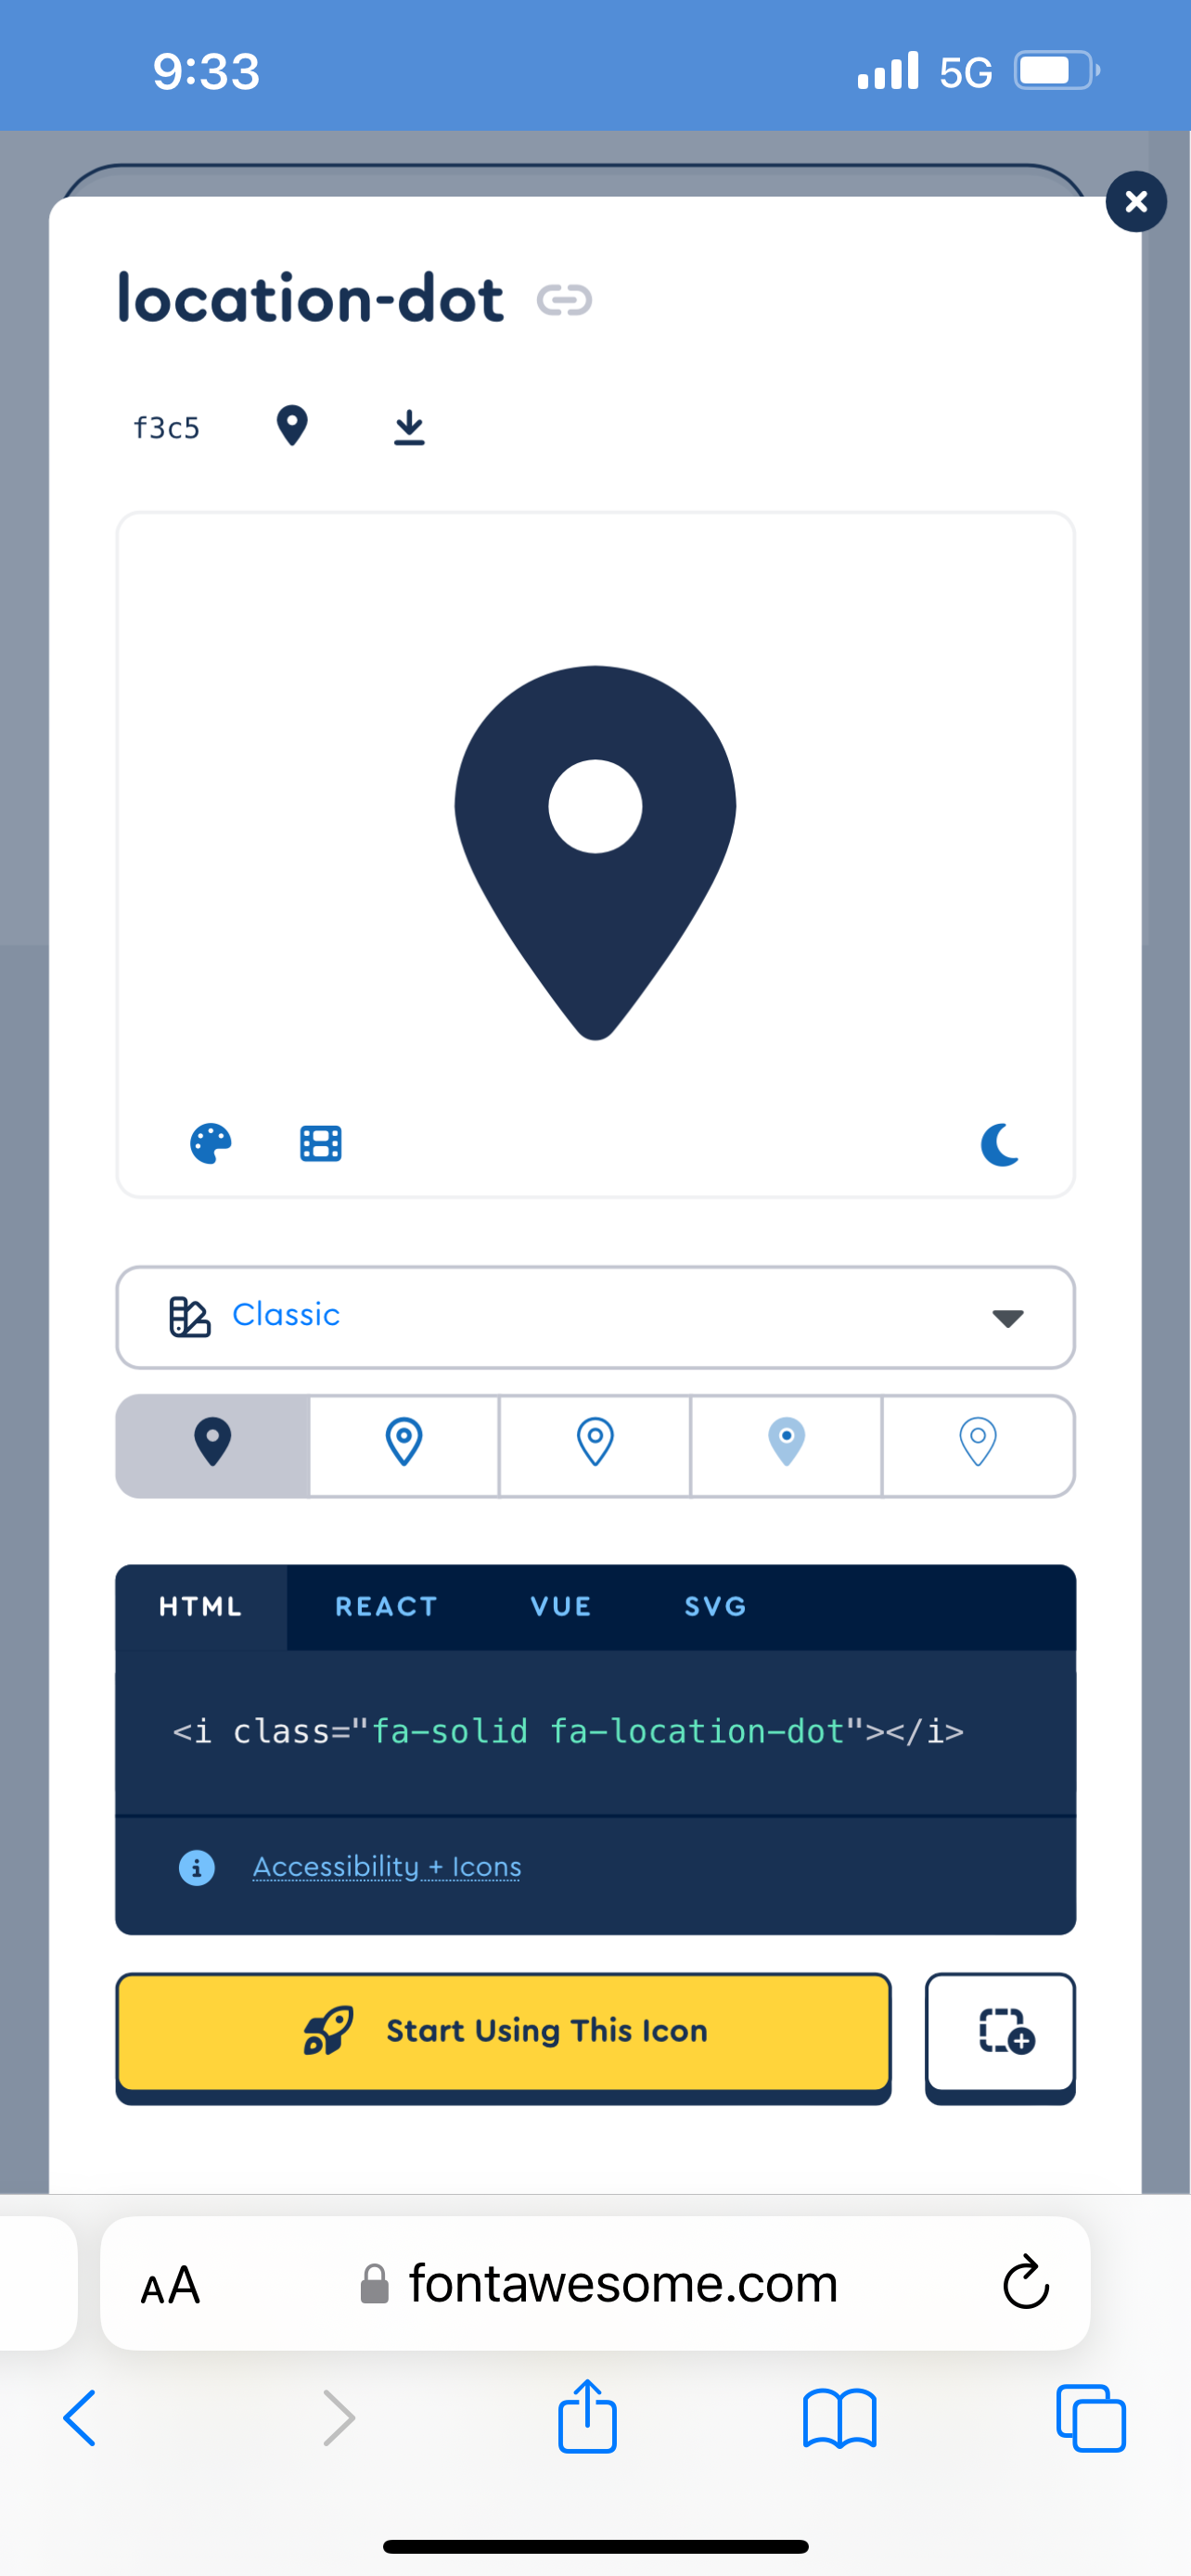 9:33
5G
location-dot
f3c5
Classic
HTML REACT VUE SVG
<i class="fa-solid fa-location-dot"></i>
Accessibility + Icons
Start Using This Icon
AA
fontawesome.com